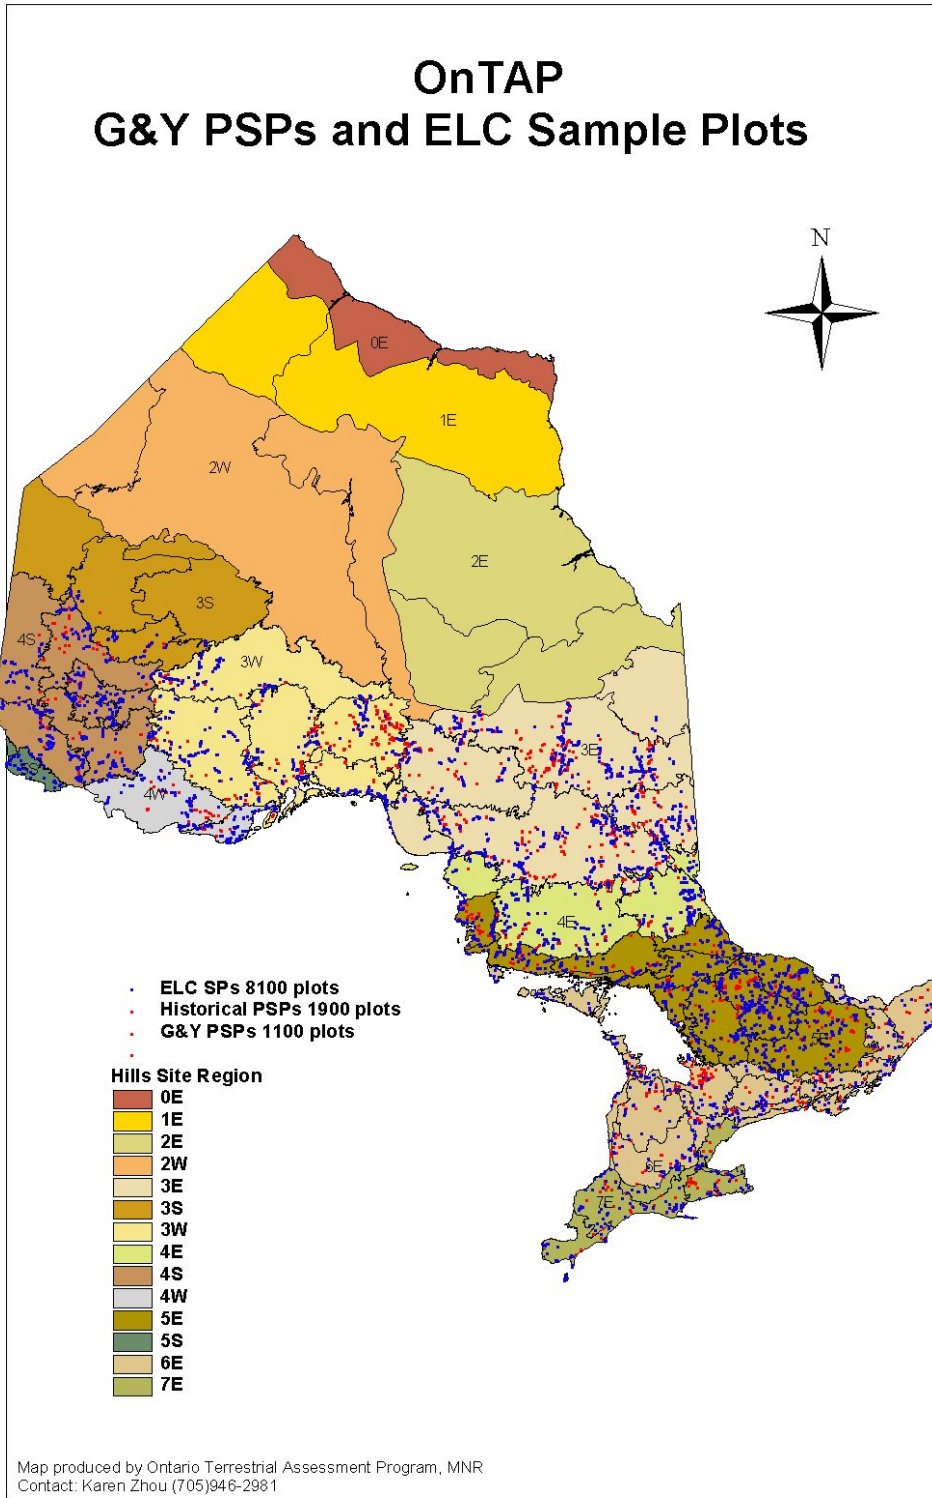 OnTAP
G&Y PSPs and ELC Sample Plots
N
0E
1E
2W
2E
3S
4S
3W
3E
5S
4W
4E
5E
6E
7E
ELC SPs 8100 plots
Historical PSPs 1900 plots
G&Y PSPs 1100 plots
Hills Site Region
0E
1E
2E
2W
3E
3S
3W
4E
4S
4W
5E
5S
6E
7E
Map produced by Ontario Terrestrial Assessment Program, MNR
Contact: Karen Zhou (705)946-2981